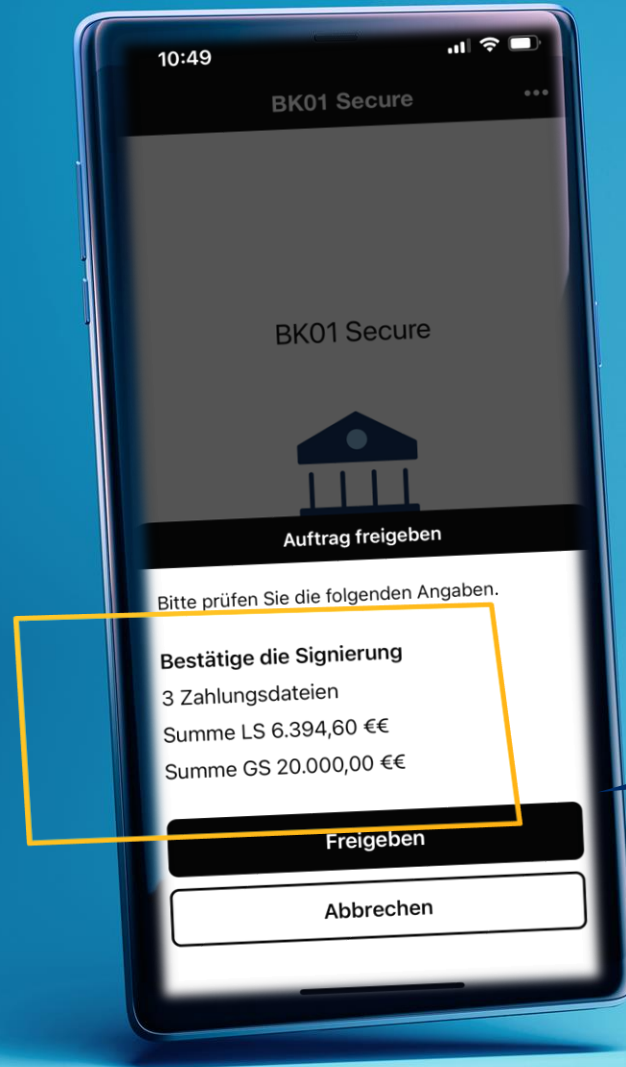 10:49
BK01 Secure
BK01 Secure
Auftrag freigeben
Bitte prüfen Sie die folgenden Angaben.
Bestätige die Signierung
3 Zahlungsdateien
Summe LS 6.394,60 €€
Summe GS 20.000,00 €€
Freigeben
Abbrechen